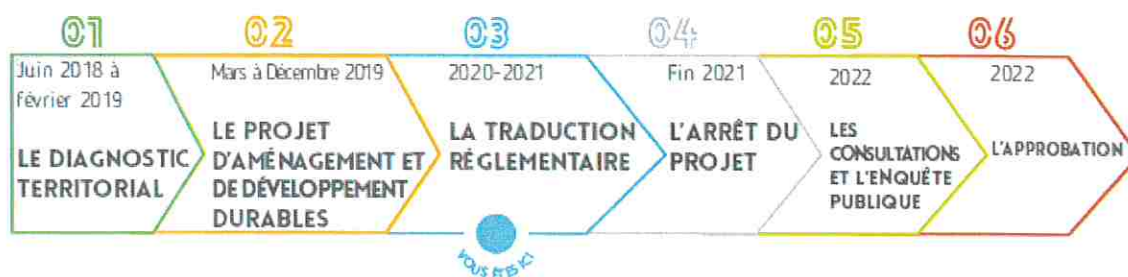 01
Juin 2018 à
février 2019
LE DIAGNOSTIC
TERRITORIAL
02
Mars à Décembre 2019
LE PROJET
D'AMÉNAGEMENT ET
DE DÉVELOPPEMENT
DURABLES
03
2020-2021
LA TRADUCTION
RÉGLEMENTAIRE
VOUS ÊTES ICI
04
Fin 2021
L'ARRÊT DU
PROJET
05
2022
LES
CONSULTATIONS
ET L'ENQUÊTE
PUBLIQUE
06
2022
L'APPROBATION